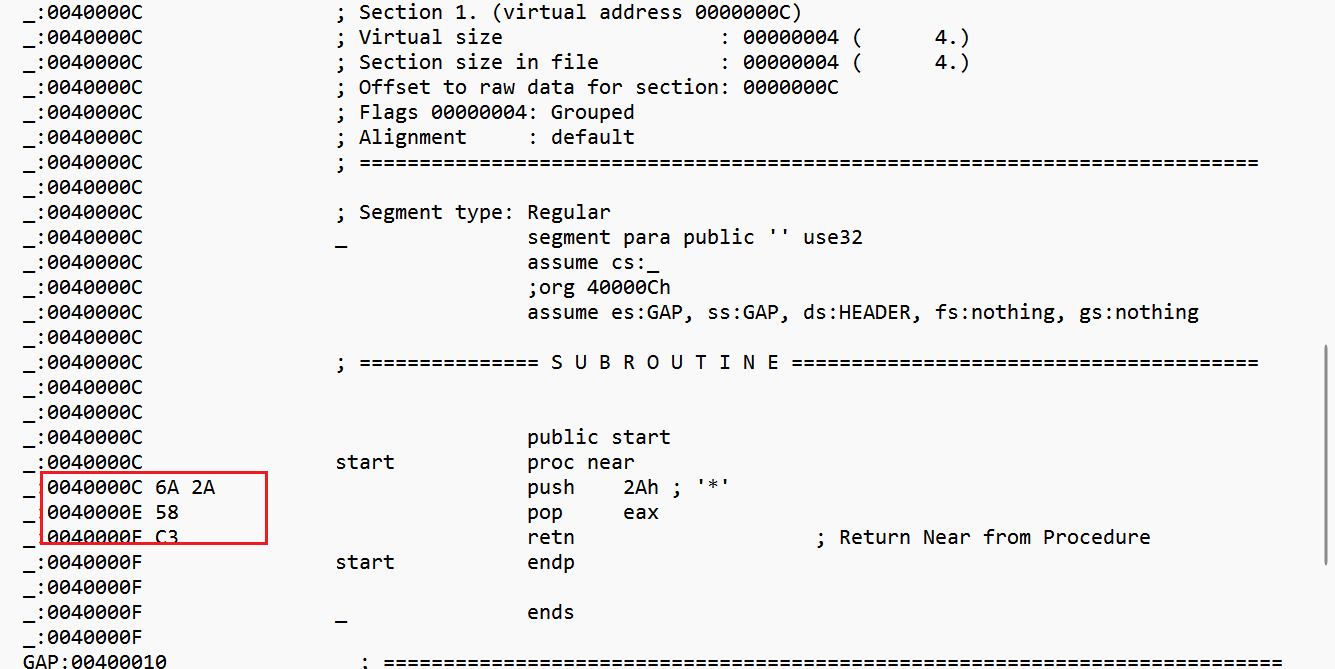 _:0040000C ; Section 1. (virtual address 0000000C)
_:0040000C ; Virtual size : 00000004 ( 4.)
_:0040000C ; Section size in file : 00000004 ( 4.)
_:0040000C ; Offset to raw data for section: 0000000C
_:0040000C ; Flags 00000004: Grouped
_:0040000C ; Alignment : default
_:0040000C ; ===========================================================================
_:0040000C
_:0040000C ; Segment type: Regular
_:0040000C _ segment para public '' use32
_:0040000C assume cs:_
_:0040000C ;org 40000Ch
_:0040000C assume es:GAP, ss:GAP, ds:HEADER, fs:nothing, gs:nothing
_:0040000C
_:0040000C ; =============== S U B R O U T I N E =======================================
_:0040000C
_:0040000C
_:0040000C public start
_:0040000C start proc near
_:0040000C 6A 2A push 2Ah ; '*'
_:0040000E 58 pop eax
_:0040000F C3 retn ; Return Near from Procedure
_:0040000F start endp
_:0040000F
_:0040000F _ ends
_:0040000F
GAP:00400010 ; ===========================================================================